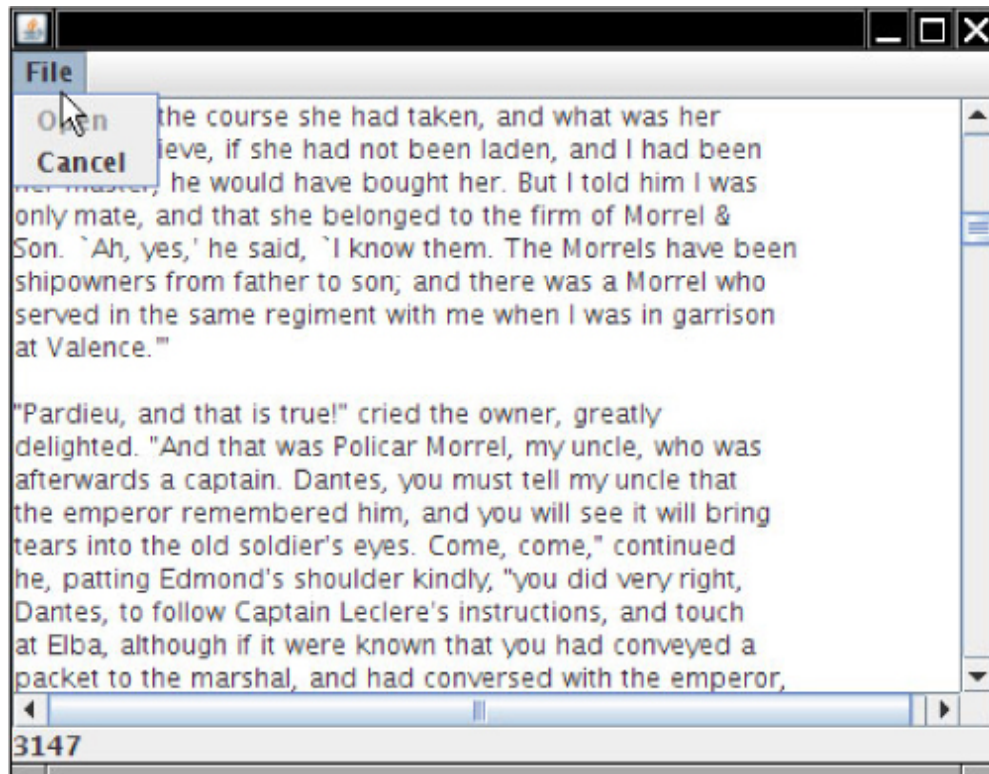 File
Open
Cancel
the course she had taken, and what was her
ieve, if she had not been laden, and I had been
her master, he would have bought her. But I told him I was
only mate, and that she belonged to the firm of Morrel &
Son. `Ah, yes,' he said, `I know them. The Morrels have been
shipowners from father to son; and there was a Morrel who
served in the same regiment with me when I was in garrison
at Valence.'"
"Pardieu, and that is true!" cried the owner, greatly
delighted. "And that was Policar Morrel, my uncle, who was
afterwards a captain. Dantes, you must tell my uncle that
the emperor remembered him, and you will see it will bring
tears into the old soldier's eyes. Come, come," continued
he, patting Edmond's shoulder kindly, "you did very right,
Dantes, to follow Captain Leclere's instructions, and touch
at Elba, although if it were known that you had conveyed a
packet to the marshal, and had conversed with the emperor,
3147